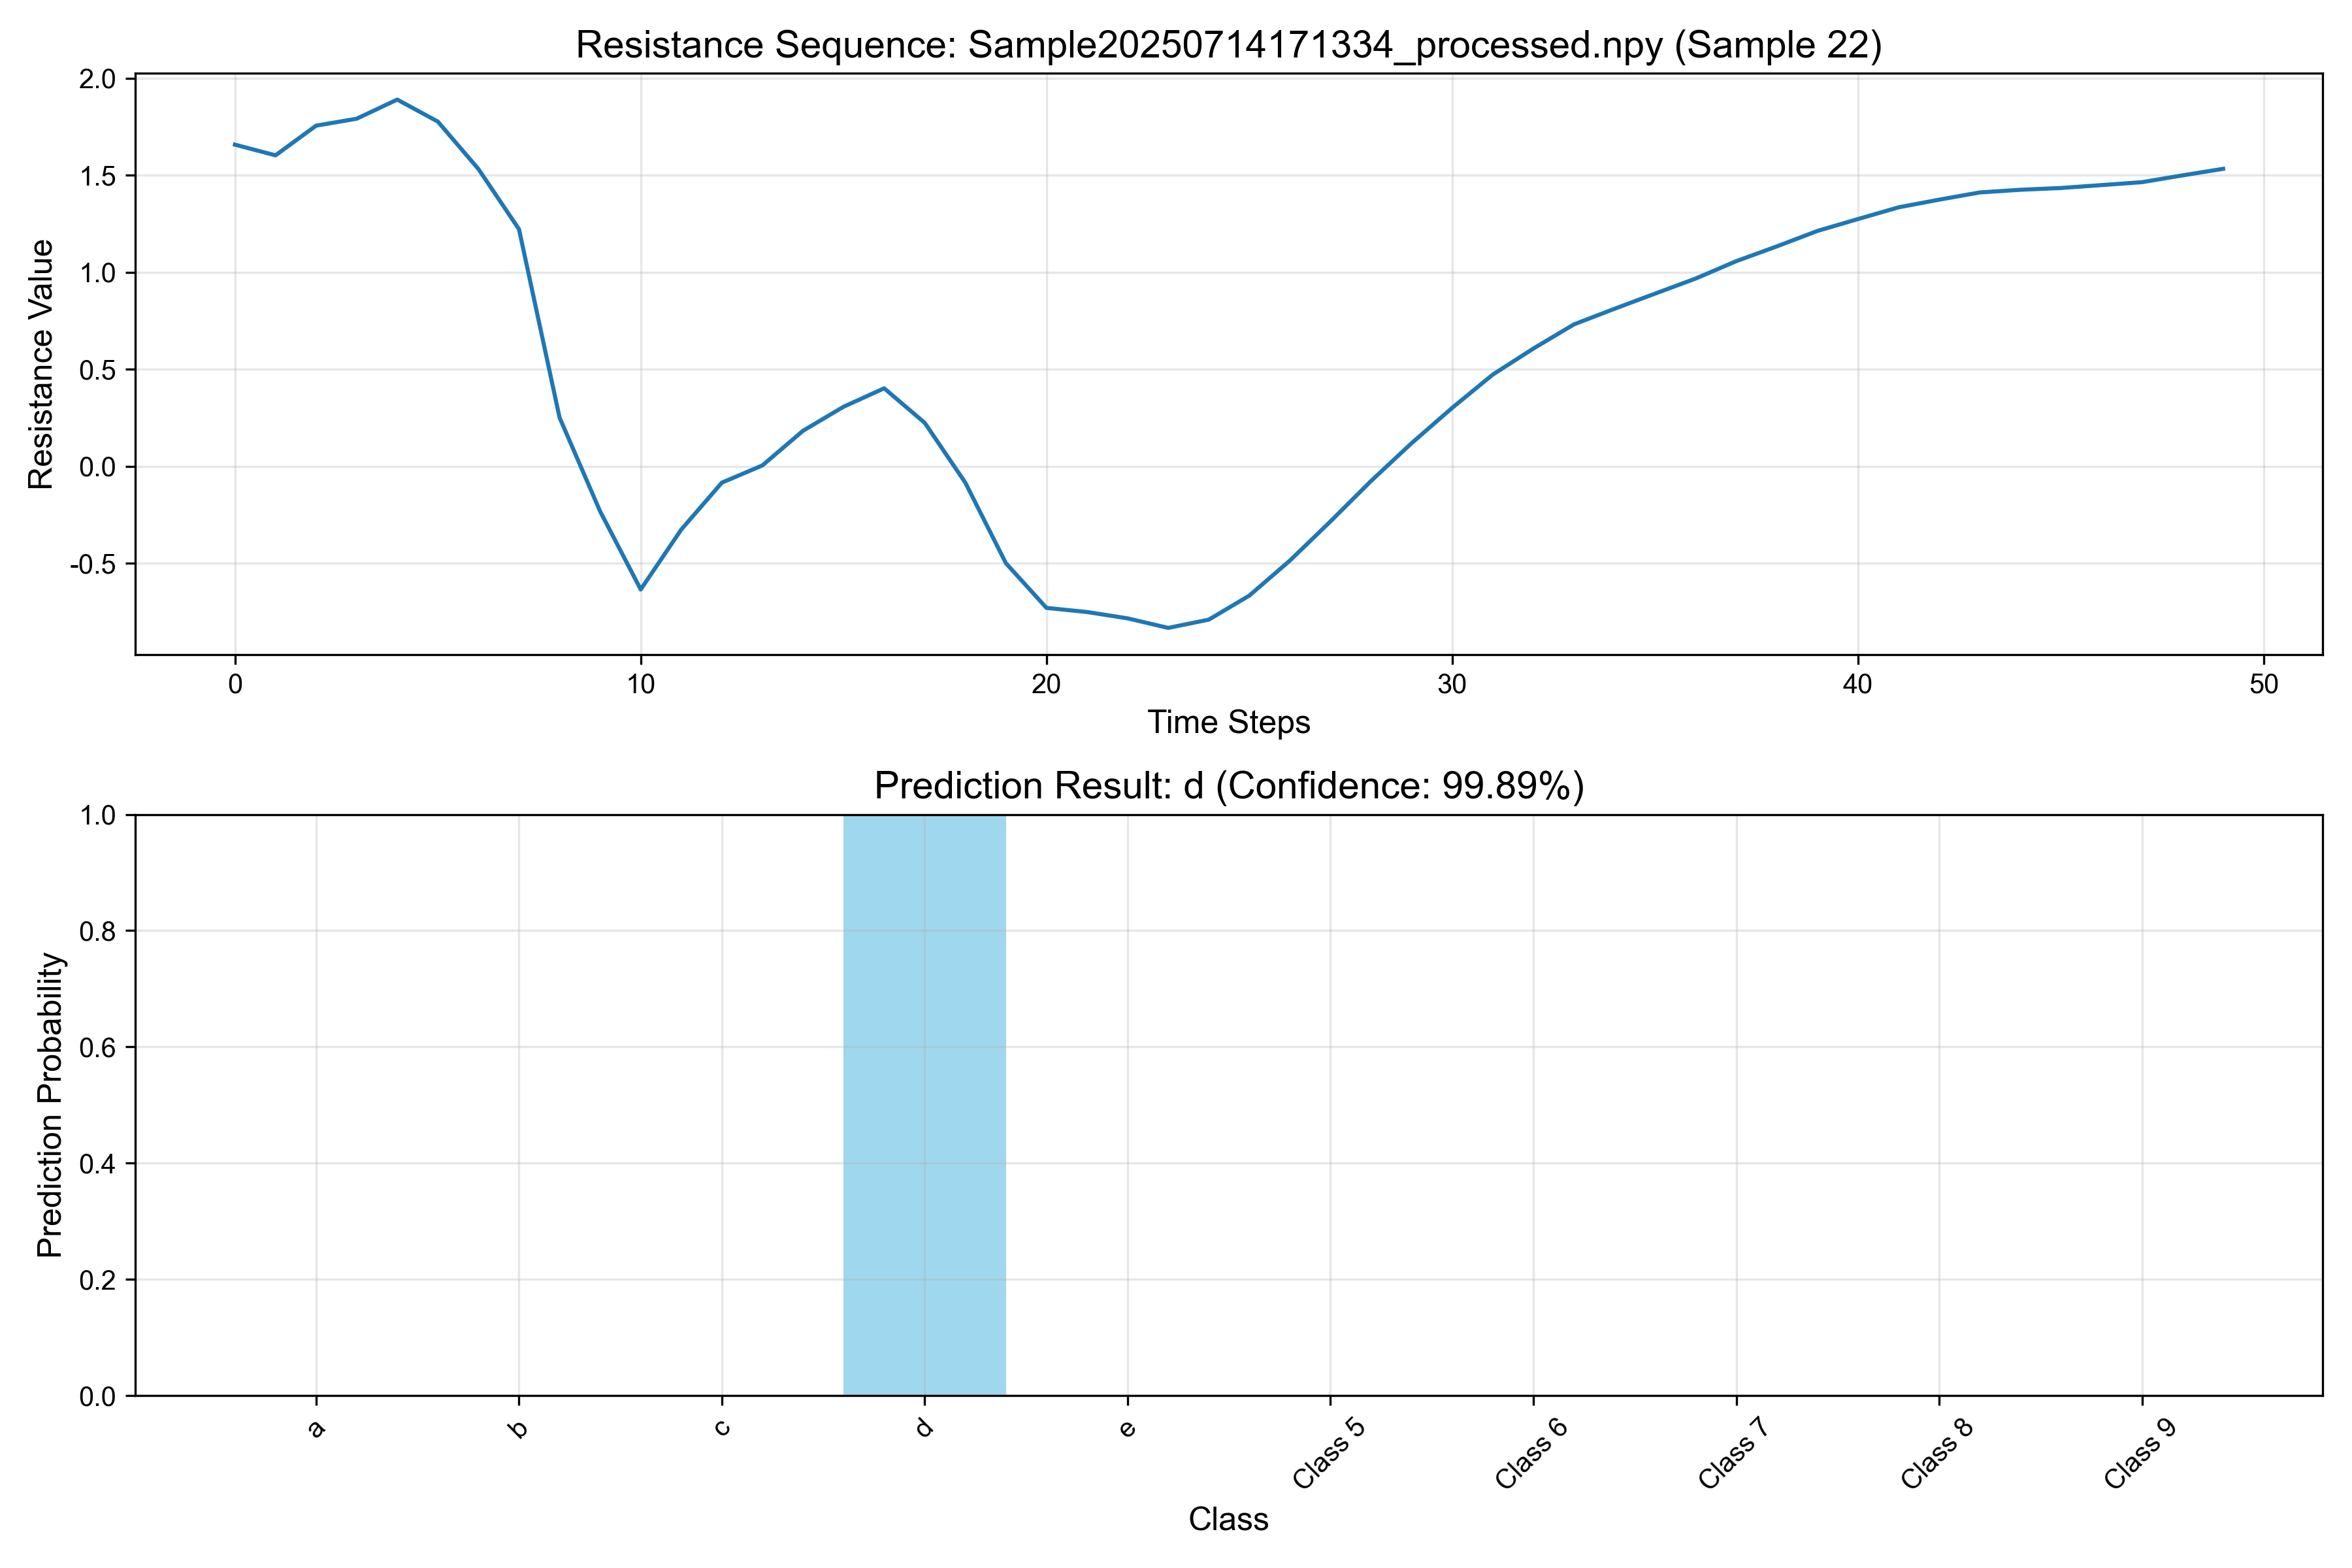 Resistance Sequence: Sample20250714171334_processed.npy (Sample 22)
2.0
1.5
1.0
0.5
0.0
-0.5
Resistance Value
0 10 20 30 40 50
Time Steps
Prediction Result: d (Confidence: 99.89%)
1.0
0.8
0.6
0.4
0.2
0.0
Prediction Probability
a b c d e Class 5 Class 6 Class 7 Class 8 Class 9
Class